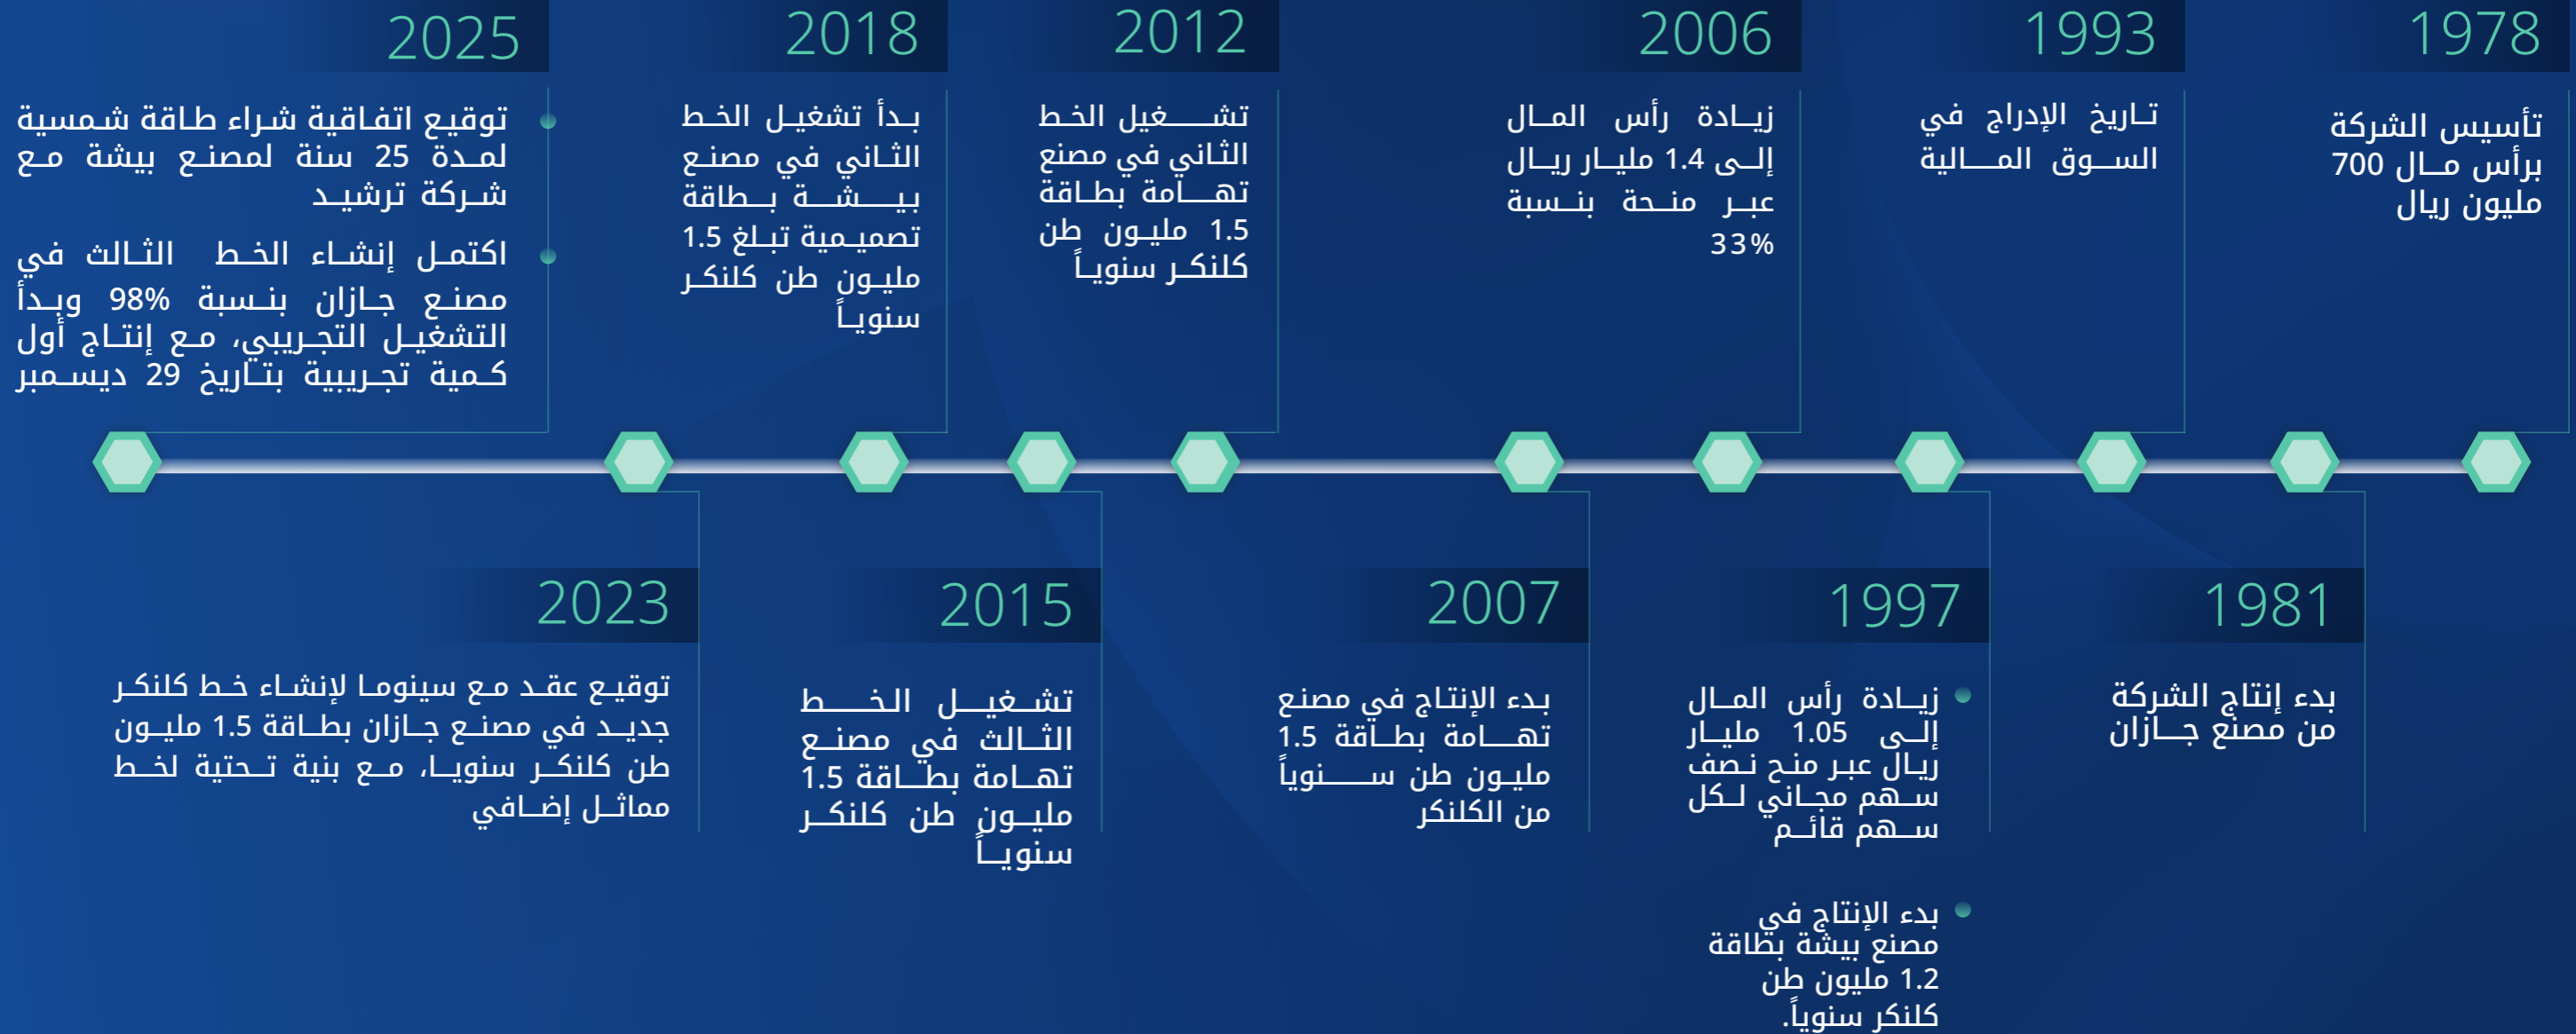 1978
تأسيس الشركة
برأس مال 700
مليون ريال
1981
بدء إنتاج الشركة
من مصنع جازان
1993
تاريخ الإدراج في
السوق المالية
1997
زيادة رأس المال
إلى 1.05 مليار
ريال عبر منح نصف
سهم مجاني لكل
سهم قائم
بدء الإنتاج في
مصنع بيشة بطاقة
1.2 مليون طن
كلنكر سنوياً.
2006
زيادة رأس المال
إلى 1.4 مليار ريال
عبر منحة بنسبة
33%
2007
بدء الإنتاج في مصنع
تهامة بطاقة 1.5
مليون طن سنوياً
من الكلنكر
2012
تشغيل الخط
الثاني في مصنع
تهامة بطاقة
1.5 مليون طن
كلنكر سنوياً
2015
تشغيل الخط
الثالث في مصنع
تهامة بطاقة 1.5
مليون طن كلنكر
سنوياً
2018
بدأ تشغيل الخط
الثاني في مصنع
بيشة بطاقة
تصميمية تبلغ 1.5
مليون طن كلنكر
سنوياً
2023
توقيع عقد مع سينوما لإنشاء خط كلنكر
جديد في مصنع جازان بطاقة 1.5 مليون
طن كلنكر سنويا، مع بنية تحتية لخط
مماثل إضافي
2025
توقيع اتفاقية شراء طاقة شمسية
لمدة 25 سنة لمصنع بيشة مع
شركة ترشيد
اكتمل إنشاء الخط الثالث في
مصنع جازان بنسبة 98% وبدأ
التشغيل التجريبي، مع إنتاج أول
كمية تجريبية بتاريخ 29 ديسمبر